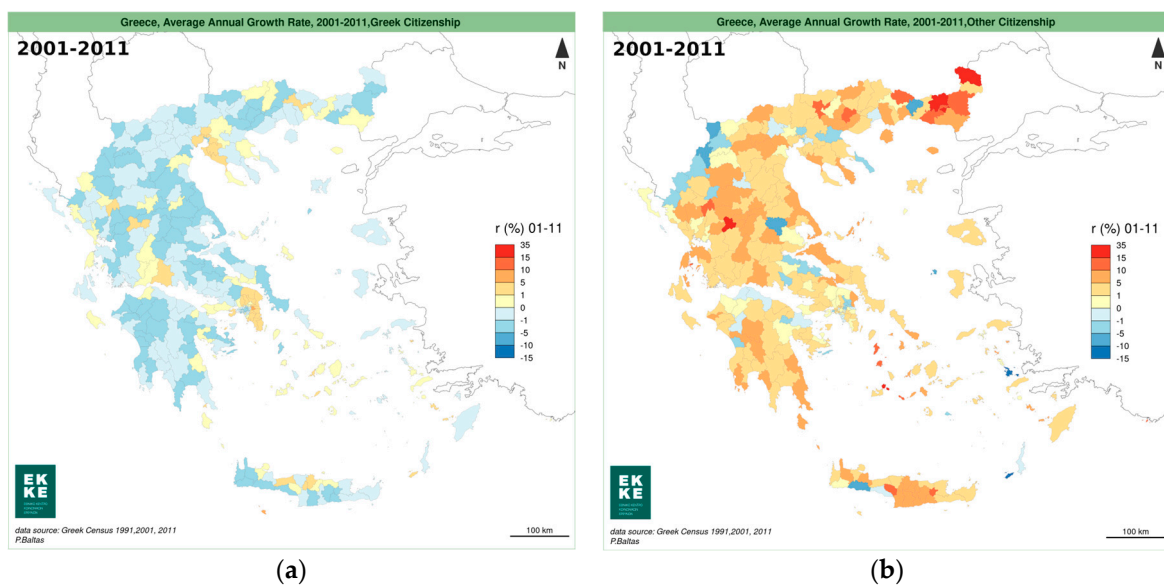 Greece, Average Annual Growth Rate, 2001-2011,Greek Citizenship
2001-2011
N
r (%) 01-11
35
15
10
5
1
0
-1
-5
-10
-15
EK
KE
data source: Greek Census 1991,2001, 2011
P.Baltas
100 km
(a)
Greece, Average Annual Growth Rate, 2001-2011,Other Citizenship
2001-2011
N
r (%) 01-11
35
15
10
5
1
0
-1
-5
-10
-15
EK
KE
data source: Greek Census 1991,2001, 2011
P.Baltas
100 km
(b)